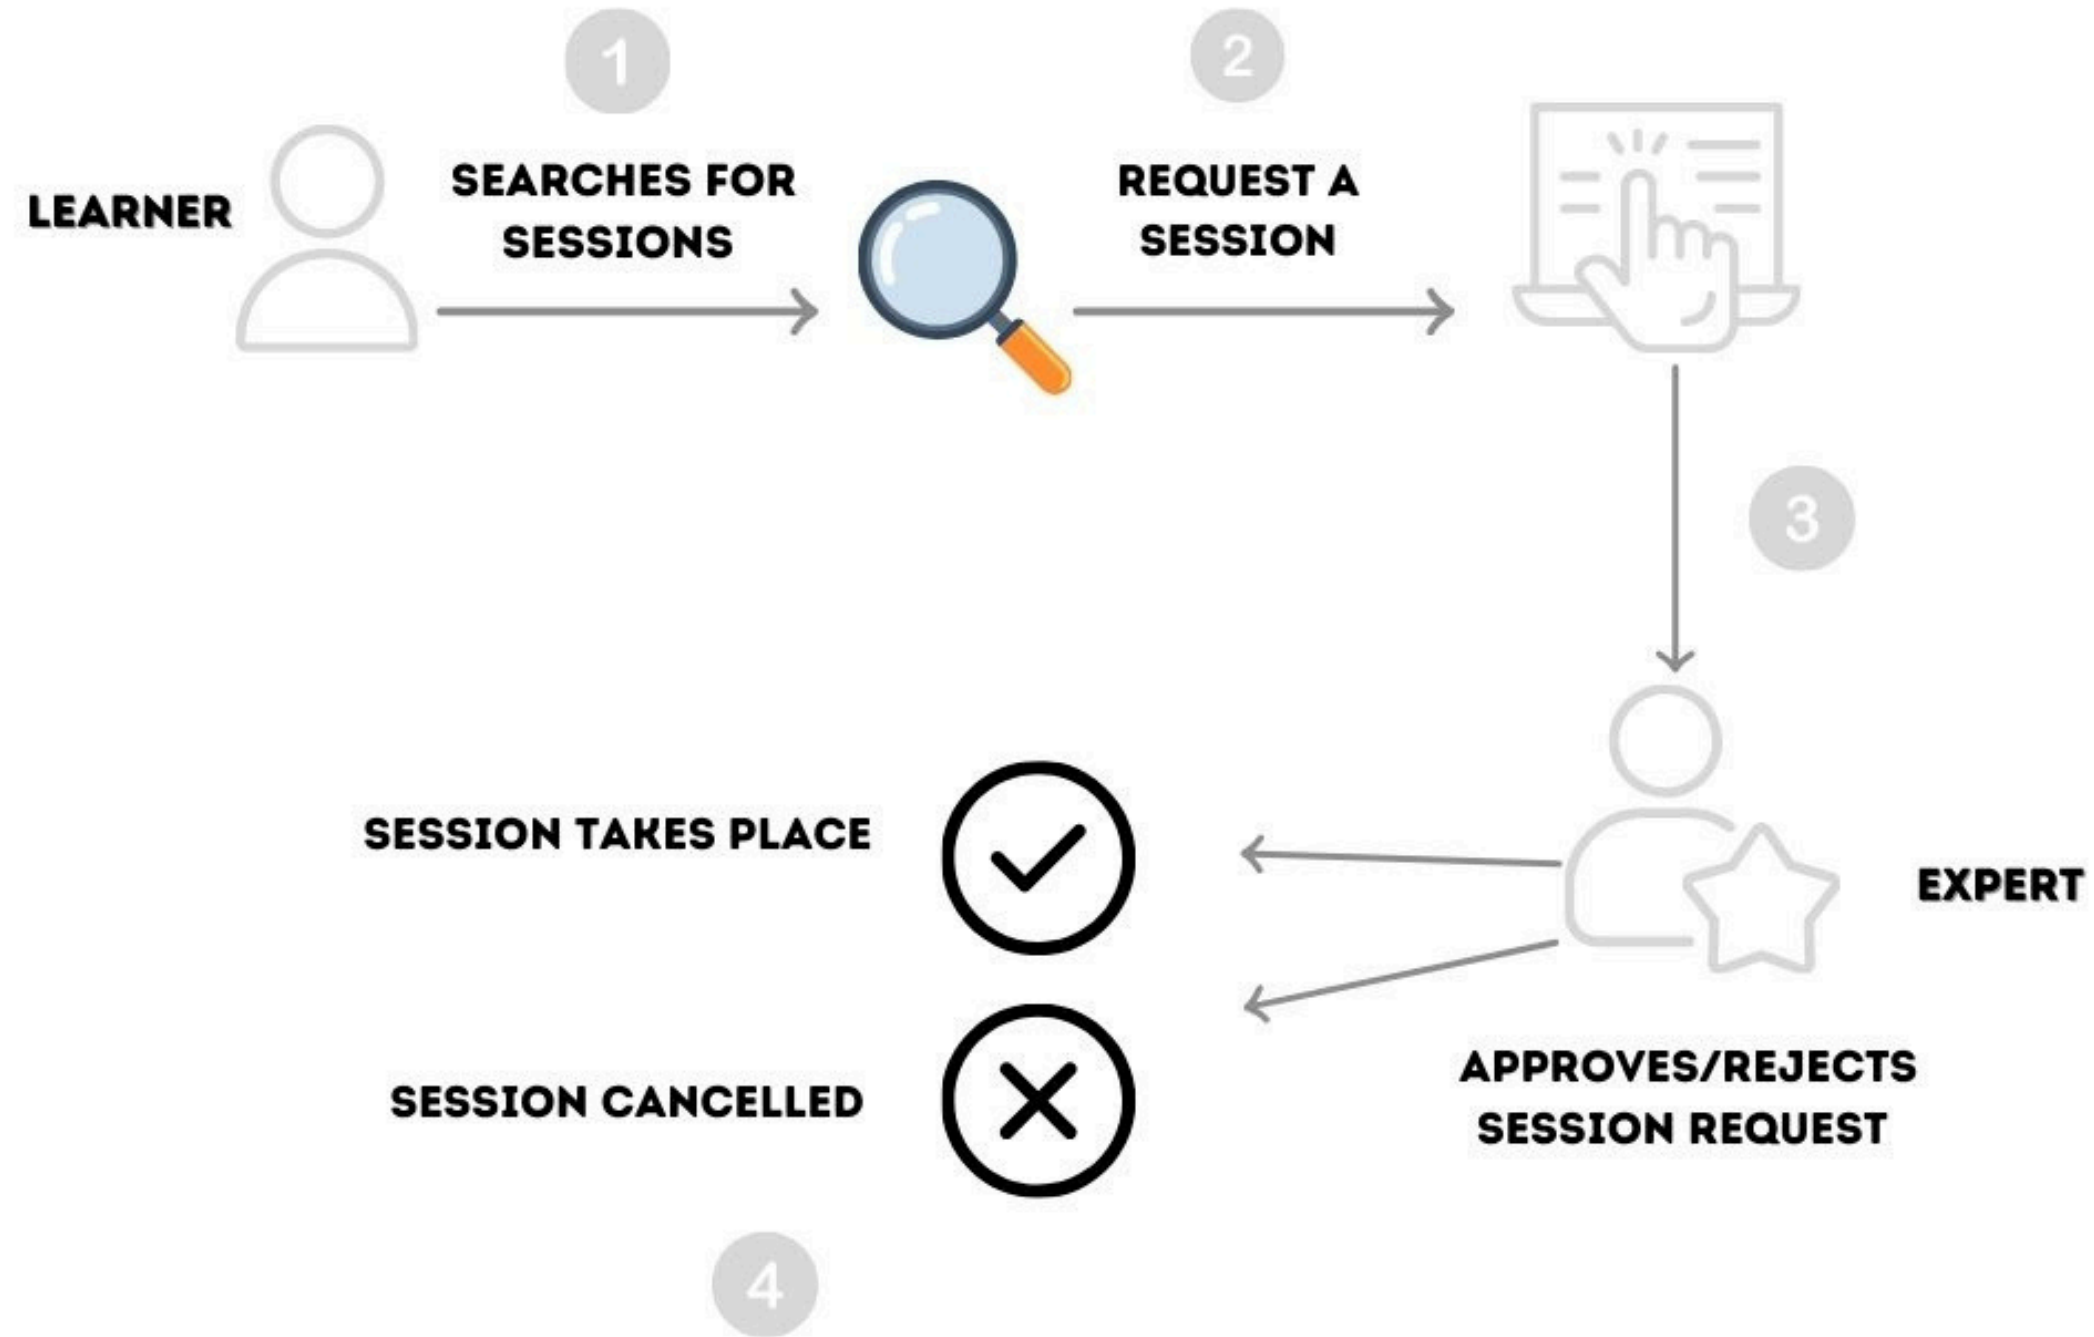 1
2
LEARNER
SEARCHES FOR
SESSIONS
REQUEST A
SESSION
3
EXPERT
APPROVES/REJECTS
SESSION REQUEST
SESSION TAKES PLACE
SESSION CANCELLED
4